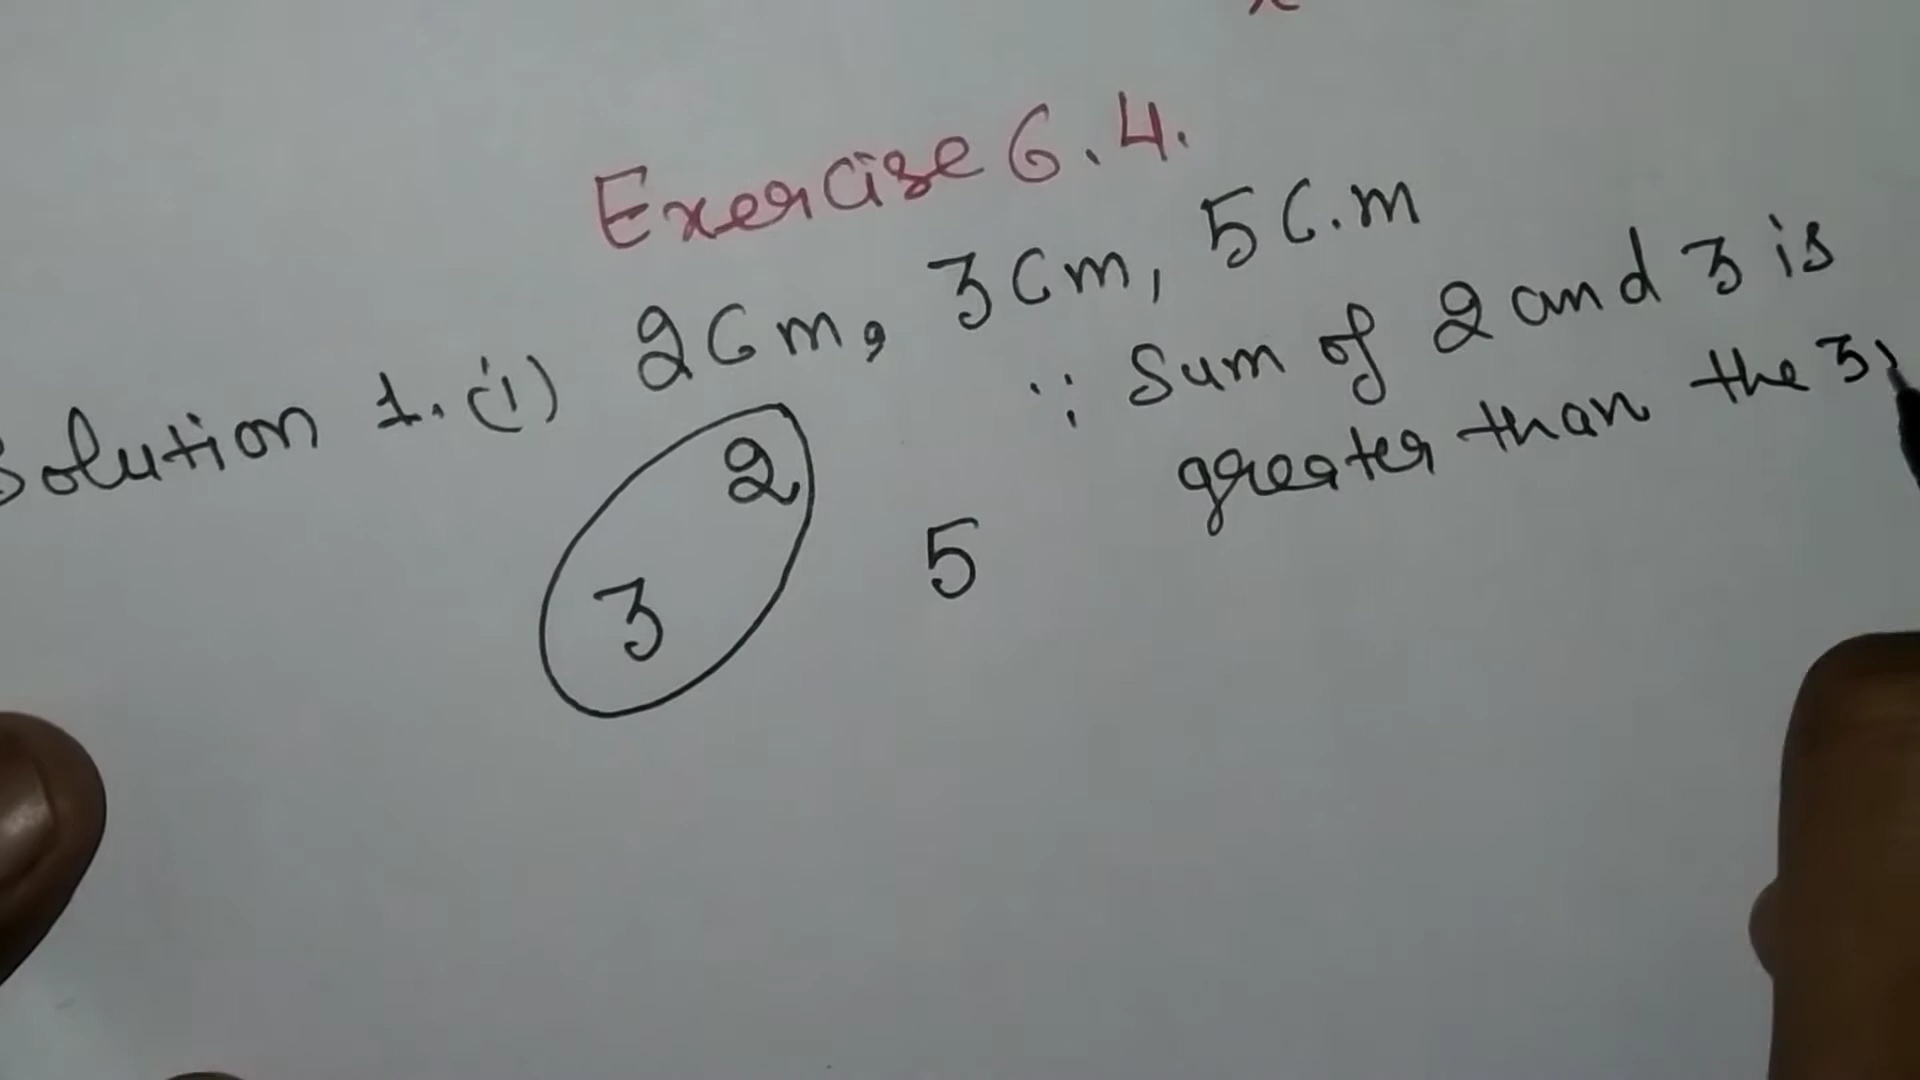 Exercise 6.4.
Solution 1. (i) 2cm, 3cm, 5c.m
∵ Sum of 2 and 3 is
greater than the 3
2
3
5